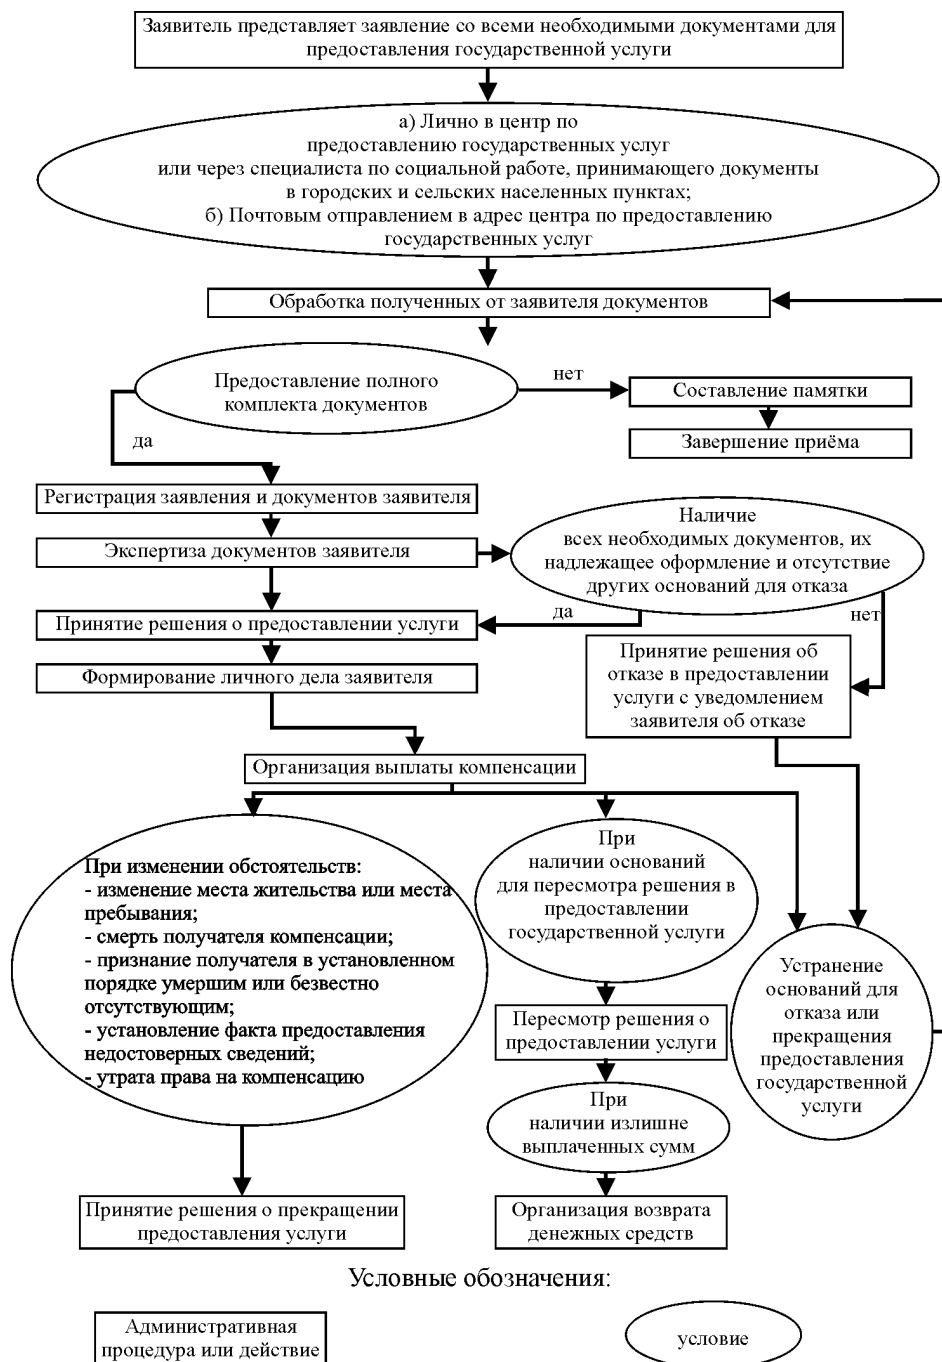 Заявитель представляет заявление со всеми необходимыми документами для
предоставления государственной услуги
а) Лично в центр по
предоставлению государственных услуг
или через специалиста по социальной работе, принимающего документы
в городских и сельских населенных пунктах;
б) Почтовым отправлением в адрес центра по предоставлению
государственных услуг
Обработка полученных от заявителя документов
Предоставление полного
комплекта документов
нет
Составление памятки
Завершение приёма
да
Регистрация заявления и документов заявителя
Экспертиза документов заявителя
Наличие
всех необходимых документов, их
надлежащее оформление и отсутствие
других оснований для отказа
да
нет
Принятие решения о предоставлении услуги
Формирование личного дела заявителя
Принятие решения об
отказе в предоставлении
услуги с уведомлением
заявителя об отказе
Организация выплаты компенсации
При изменении обстоятельств:
- изменение места жительства или места
пребывания;
- смерть получателя компенсации;
- признание получателя в установленном
порядке умершим или безвестно
отсутствующим;
- установление факта предоставления
недостоверных сведений;
- утрата права на компенсацию
При
наличии оснований
для пересмотра решения в
предоставлении
государственной услуги
Устранение
оснований для
отказа или
прекращения
предоставления
государственной
услуги
Пересмотр решения о
предоставлении услуги
При
наличии излишне
выплаченных сумм
Принятие решения о прекращении
предоставления услуги
Организация возврата
денежных средств
Условные обозначения:
Административная
процедура или действие
условие